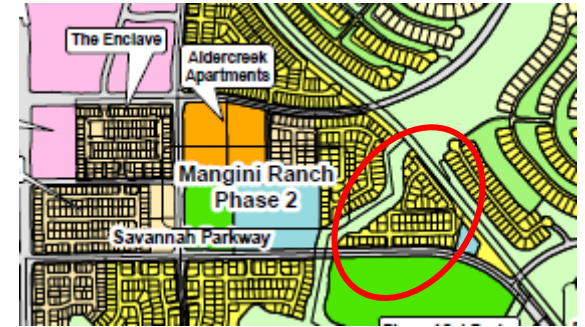 The Enclave
Aldercreek
Apartments
Mangini Ranch
Phase 2
Savannah Parkway